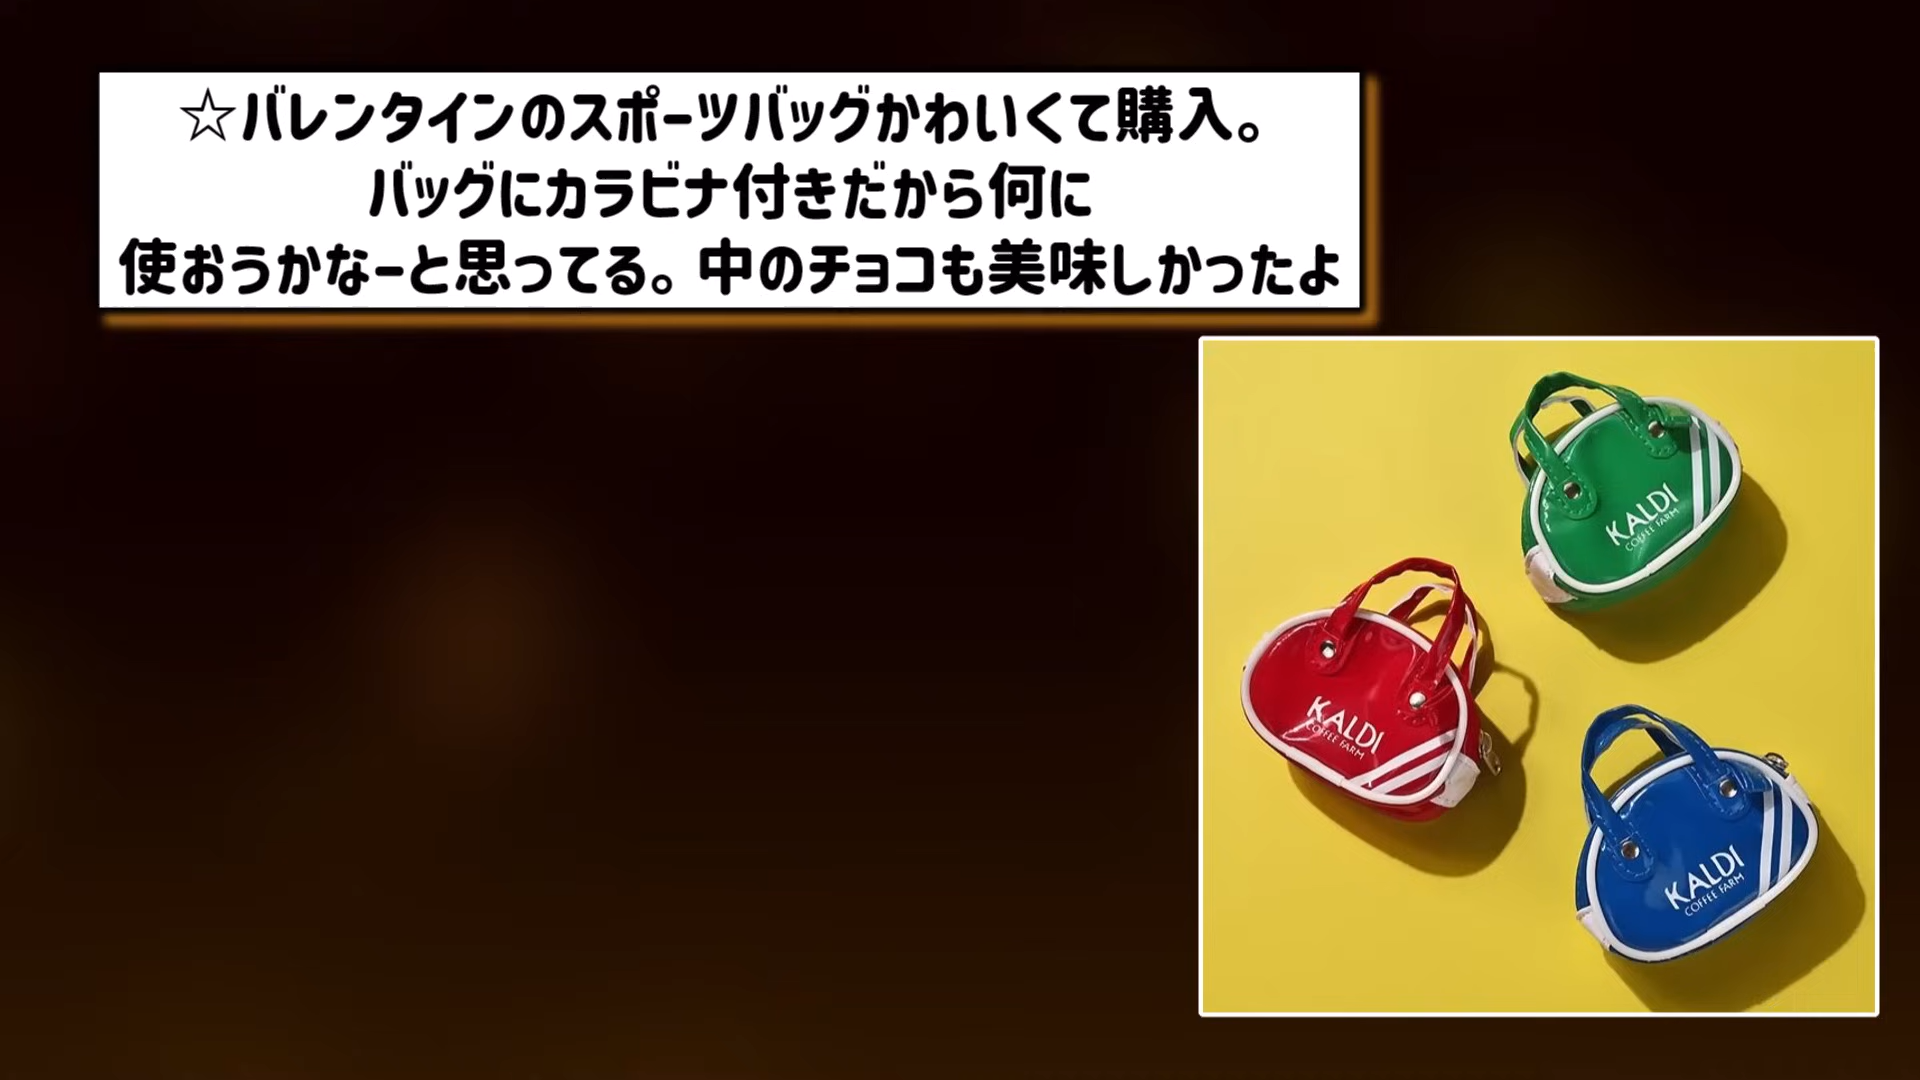 ☆バレンタインのスポーツバッグかわいくて購入。
バッグにカラビナ付きだから何に
使おうかなーと思ってる。中のチョコも美味しかったよ
KALDI
COFFEE FARM
KALDI
COFFEE FARM
KALDI
COFFEE FARM